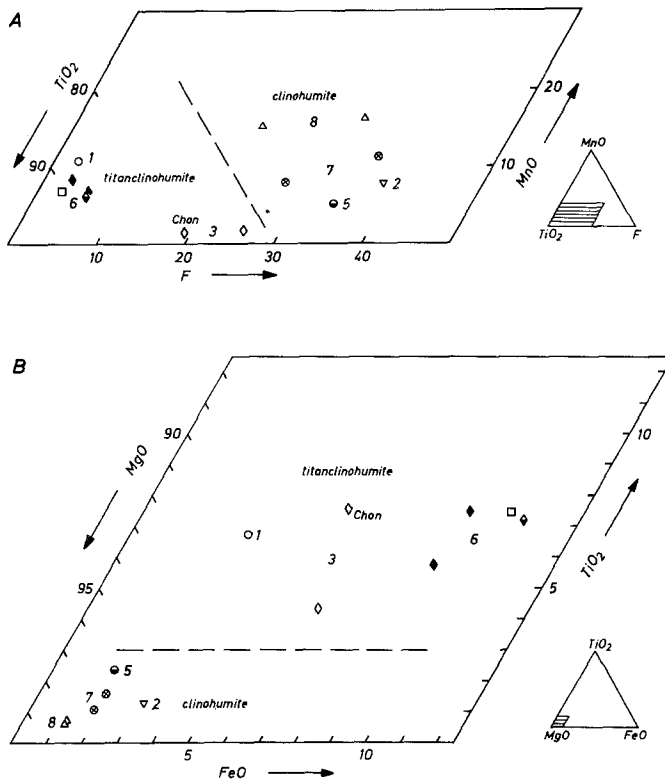 A
TiO2
80
90
clinohumite
8
20
10
MnO
1
titanclinohumite
6
7
2
5
Chon
3
10
20
30
40
F
MnO
TiO2
F
B
90
MgO
95
titanclinohumite
Chon
1
3
6
10
5
TiO2
5
7
2
clinohumite
8
5
10
FeO
TiO2
MgO
FeO